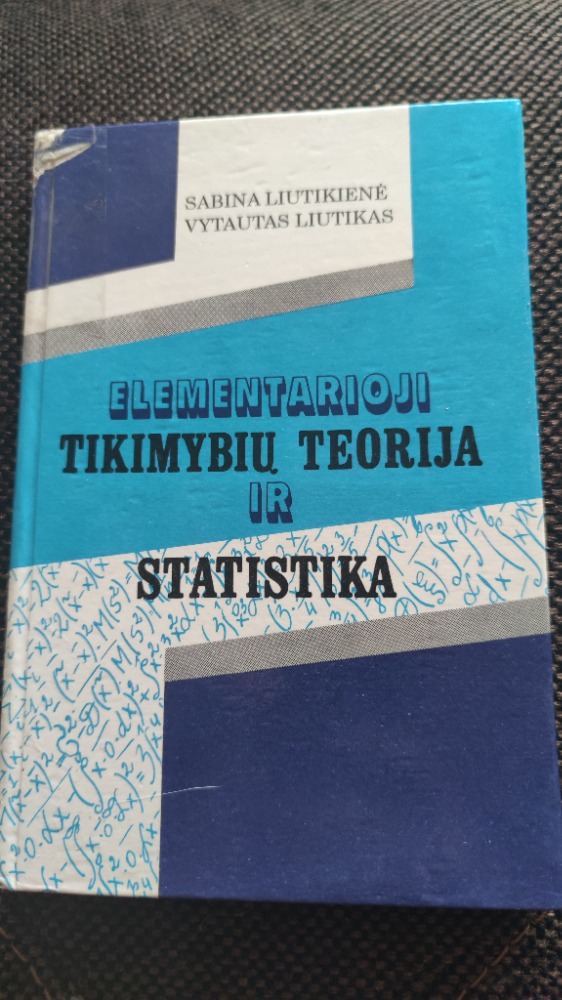 SABINA LIUTIKIENĖ
VYTAUTAS LIUTIKAS
ELEMENTARIOJI
TIKIMYBIŲ TEORIJA
IR
STATISTIKA